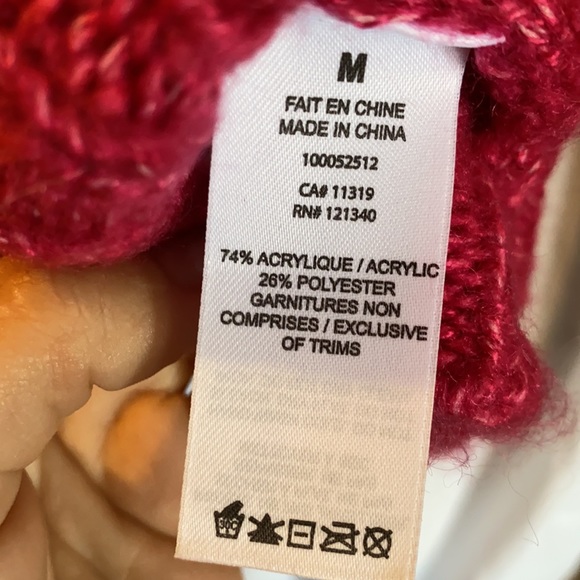 M
FAIT EN CHINE
MADE IN CHINA
100052512
CA# 11319
RN# 121340
74% ACRYLIQUE / ACRYLIC
26% POLYESTER
GARNITURES NON
COMPRISES / EXCLUSIVE
OF TRIMS
30C